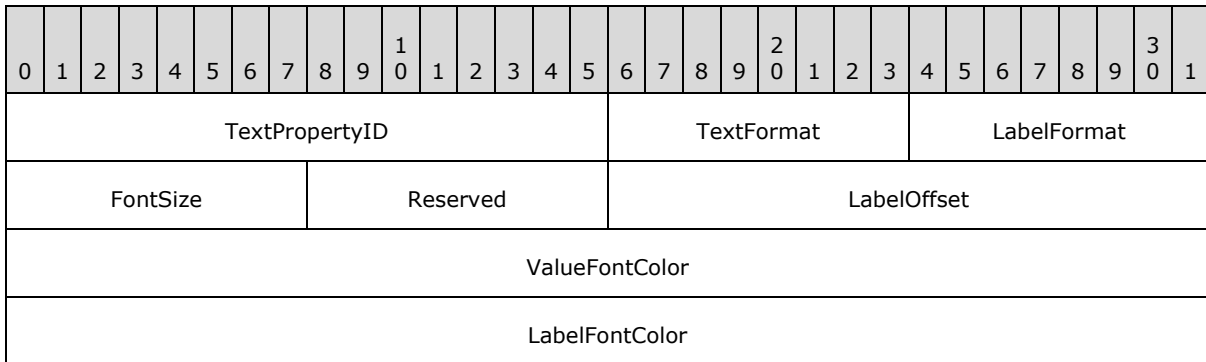 1 2 3
0 1 2 3 4 5 6 7 8 9 0 1 2 3 4 5 6 7 8 9 0 1 2 3 4 5 6 7 8 9 0 1
TextPropertyID TextFormat LabelFormat
FontSize Reserved LabelOffset
ValueFontColor
LabelFontColor